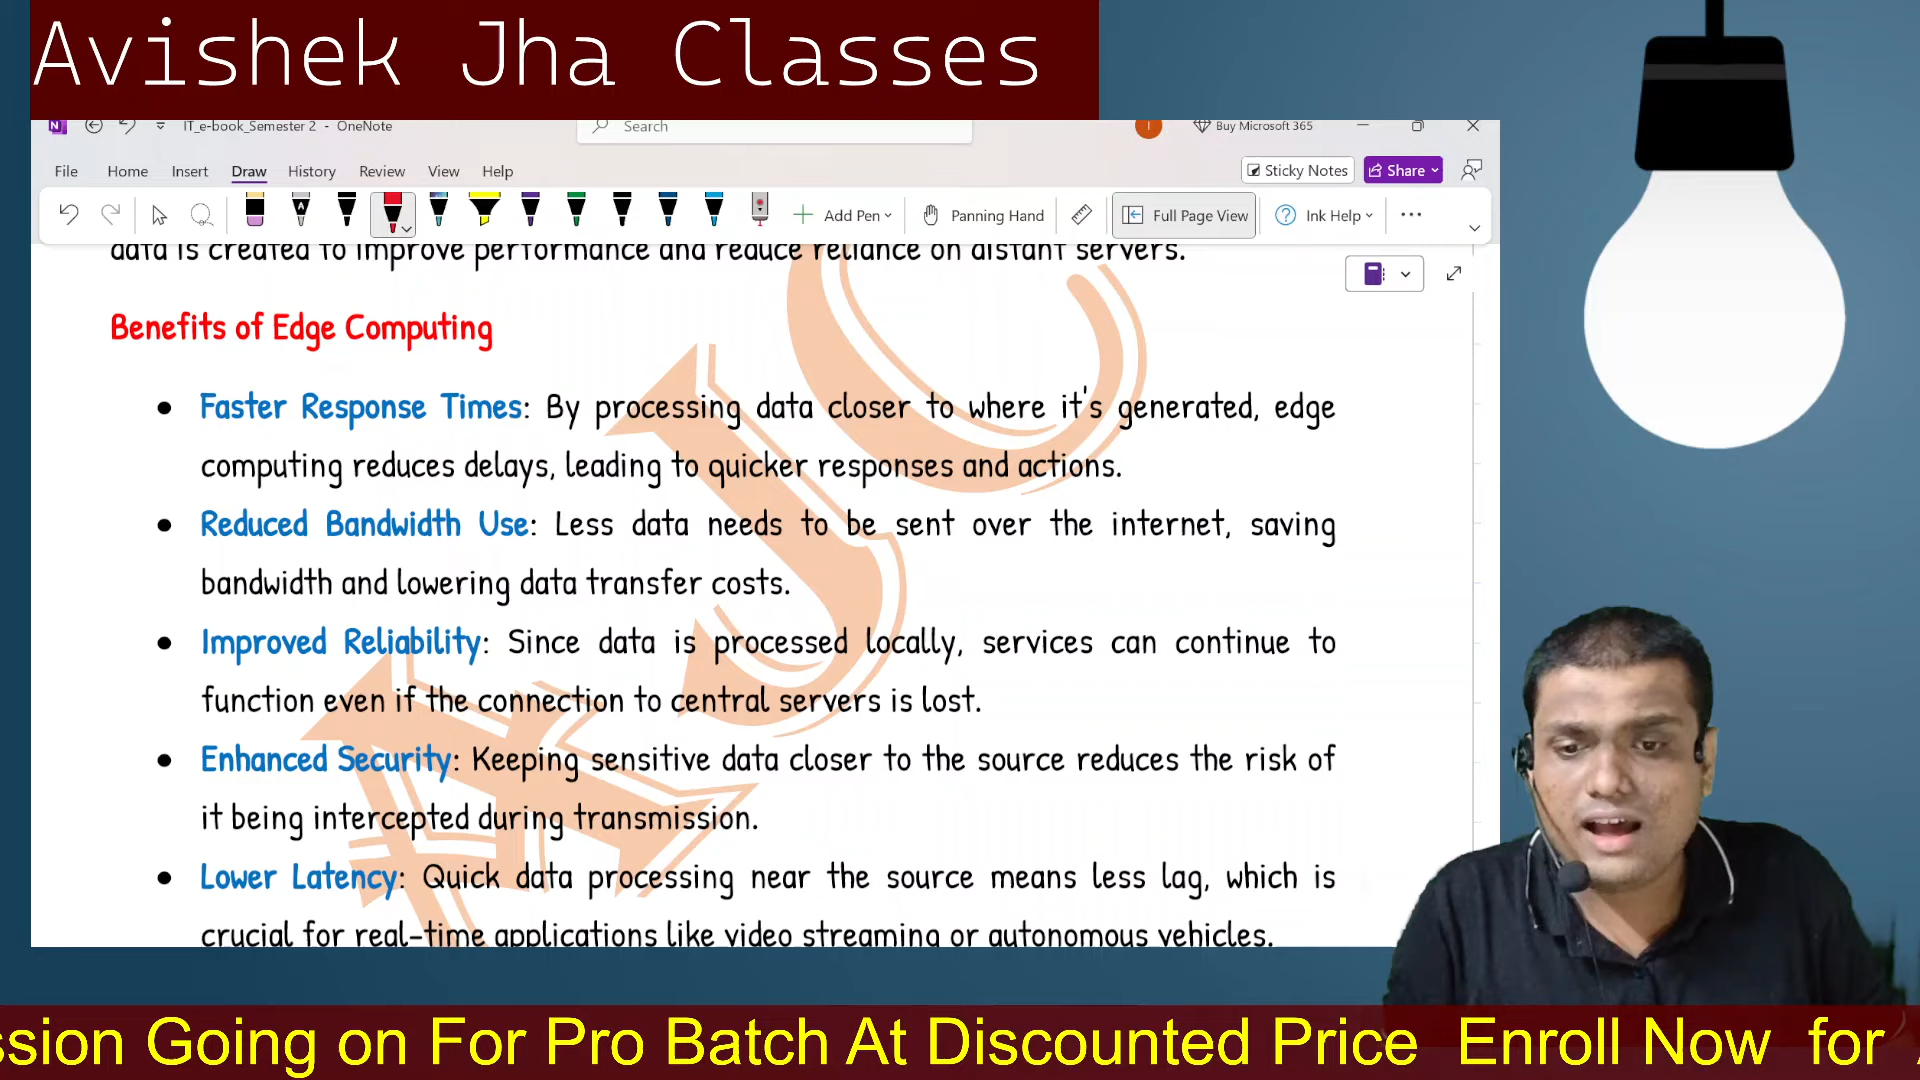 Avishek Jha Classes
IT_e-book_Semester 2 - OneNote
Search
Buy Microsoft 365
File Home Insert Draw History Review View Help
Sticky Notes Share
Add Pen Panning Hand Full Page View Ink Help
data is created to improve performance and reduce reliance on distant servers.
Benefits of Edge Computing
• Faster Response Times: By processing data closer to where it's generated, edge
computing reduces delays, leading to quicker responses and actions.
• Reduced Bandwidth Use: Less data needs to be sent over the internet, saving
bandwidth and lowering data transfer costs.
• Improved Reliability: Since data is processed locally, services can continue to
function even if the connection to central servers is lost.
• Enhanced Security: Keeping sensitive data closer to the source reduces the risk of
it being intercepted during transmission.
• Lower Latency: Quick data processing near the source means less lag, which is
crucial for real-time applications like video streaming or autonomous vehicles.
AJC
ssion Going on For Pro Batch At Discounted Price Enroll Now for